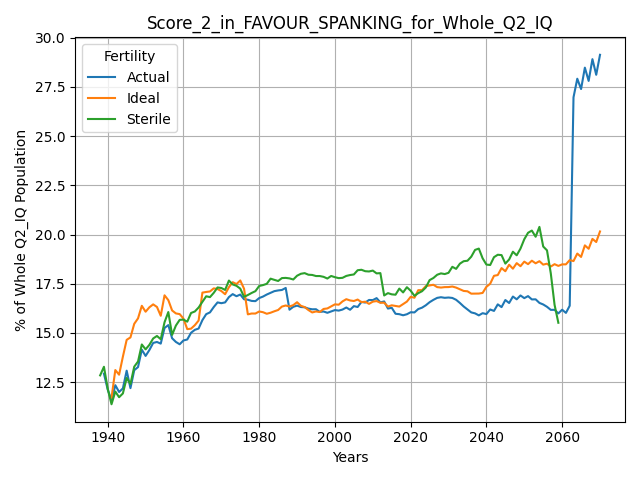 Score_2_in_FAVOUR_SPANKING_for_Whole_Q2_IQ
% of Whole Q2_IQ Population
30.0
27.5
25.0
22.5
20.0
17.5
15.0
12.5
Fertility
Actual
Ideal
Sterile
1940
1960
1980
2000
2020
2040
2060
Years